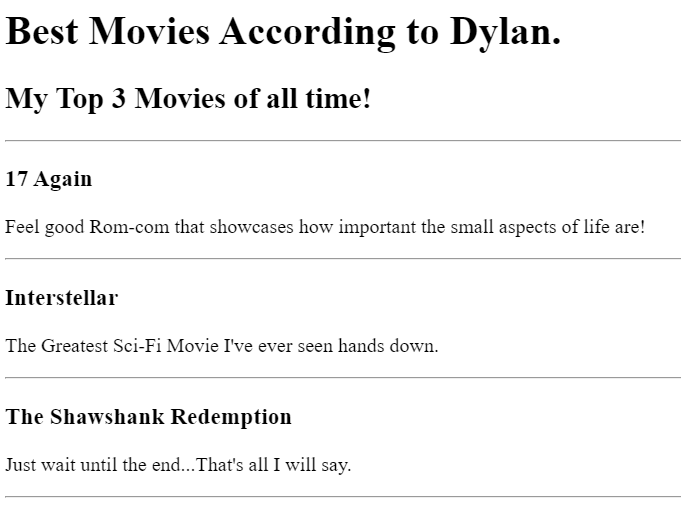 Best Movies According to Dylan.
My Top 3 Movies of all time!
17 Again
Feel good Rom-com that showcases how important the small aspects of life are!
Interstellar
The Greatest Sci-Fi Movie I've ever seen hands down.
The Shawshank Redemption
Just wait until the end...That's all I will say.